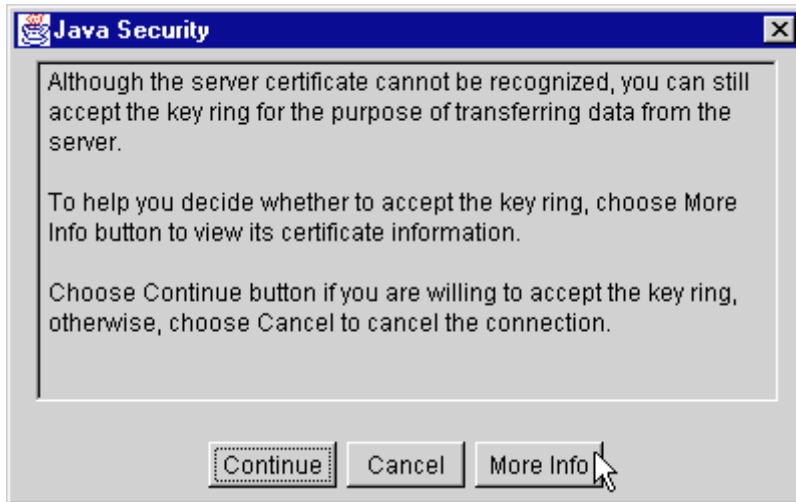 Java Security
Although the server certificate cannot be recognized, you can still
accept the key ring for the purpose of transferring data from the
server.
To help you decide whether to accept the key ring, choose More
Info button to view its certificate information.
Choose Continue button if you are willing to accept the key ring,
otherwise, choose Cancel to cancel the connection.
Continue Cancel More Info